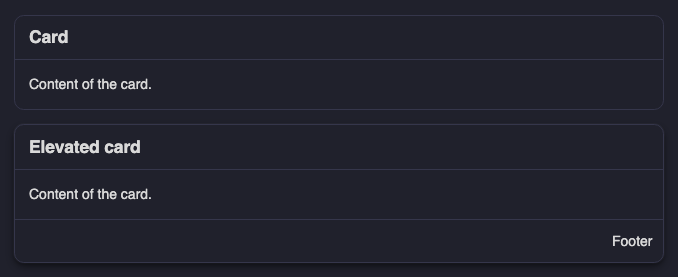 Card
Content of the card.
Elevated card
Content of the card.
Footer